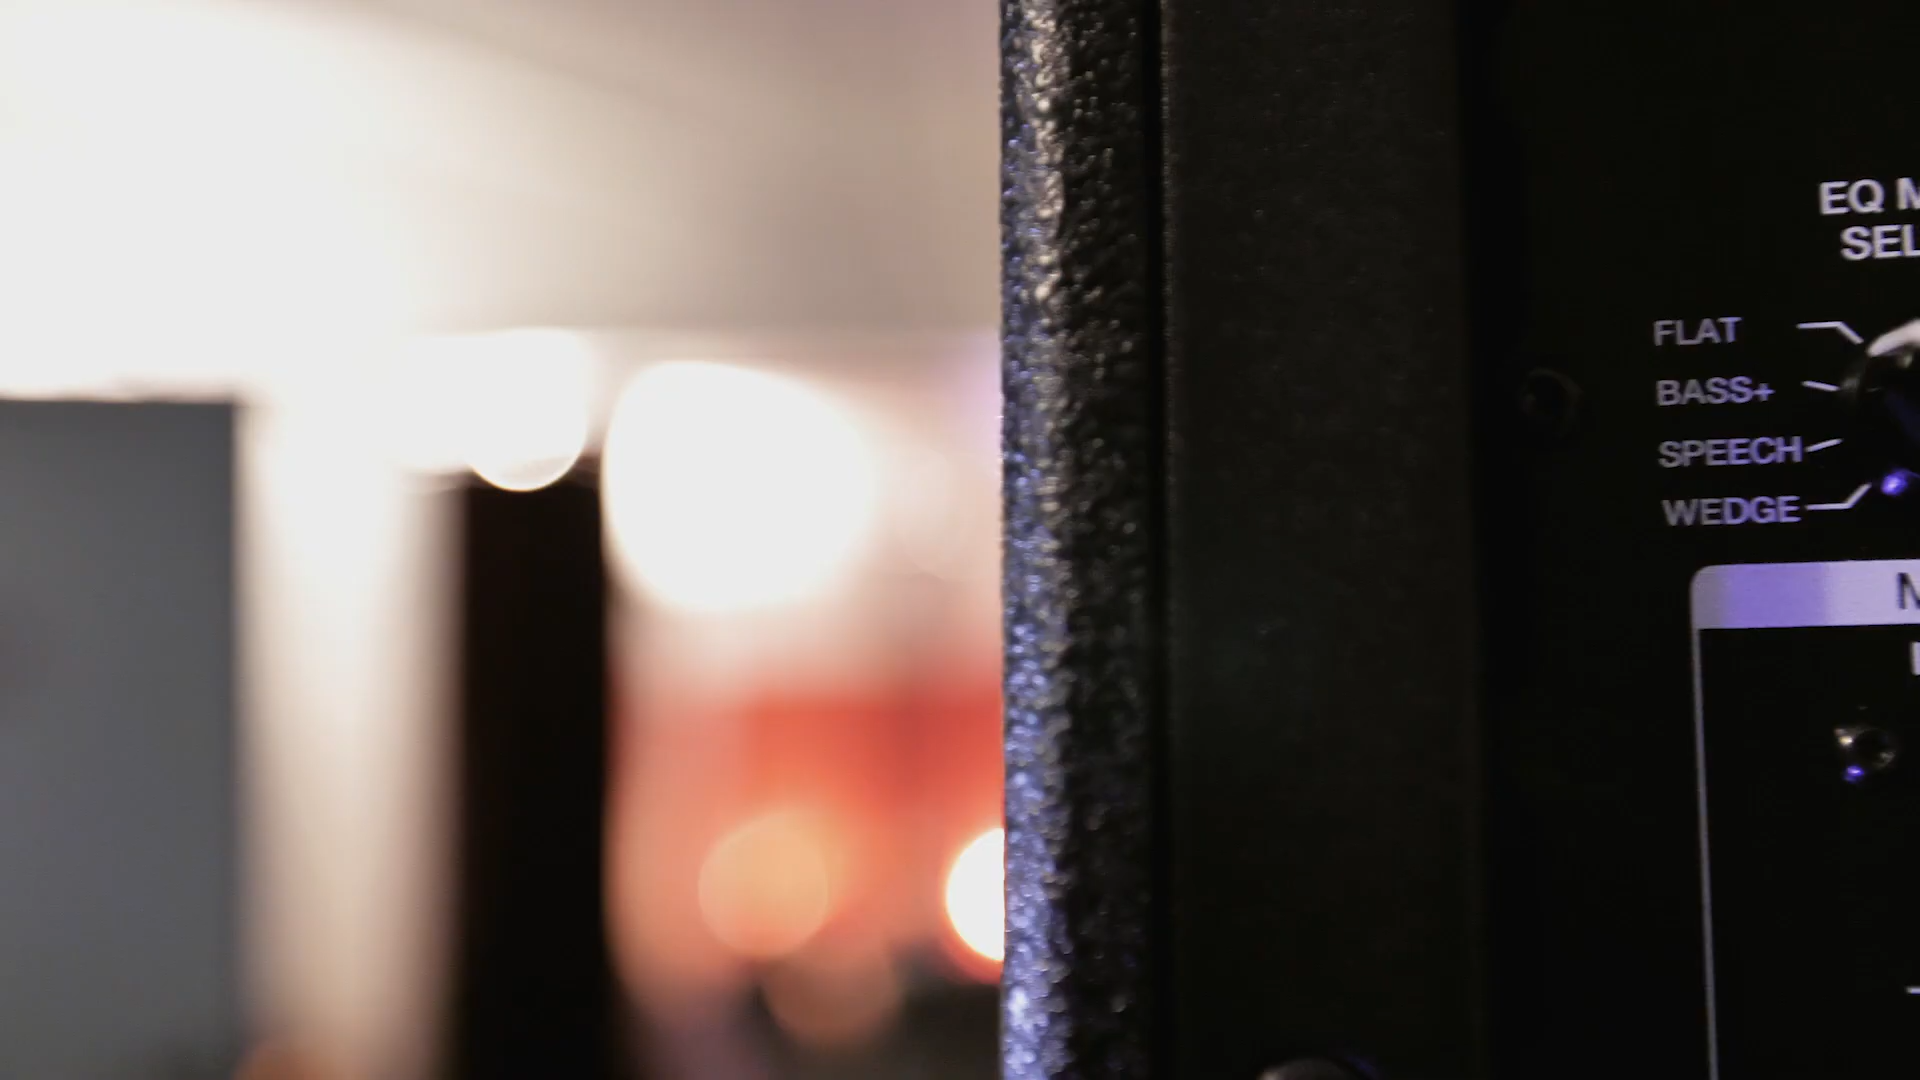 EQ
SEL
FLAT
BASS+
SPEECH
WEDGE